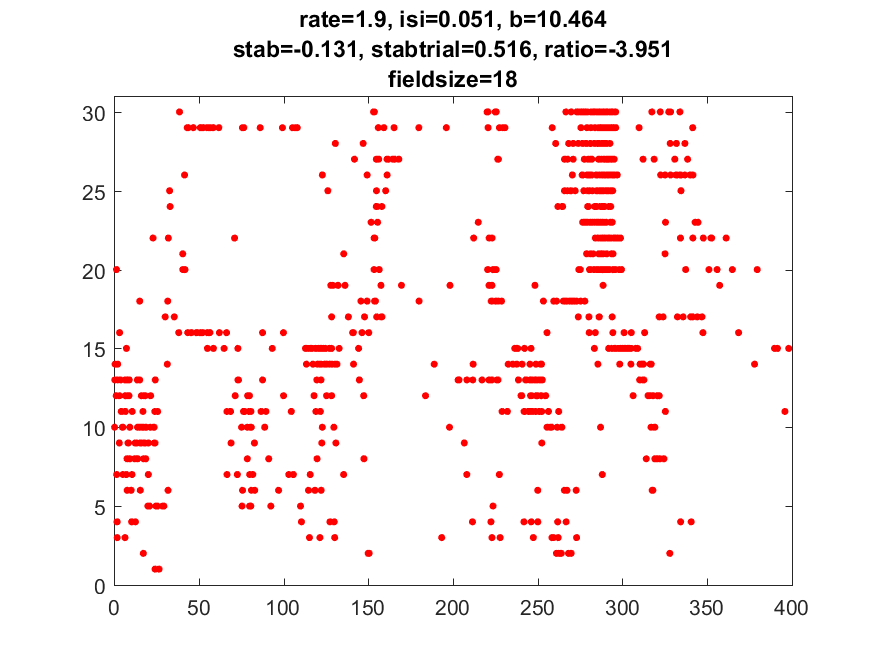 rate=1.9, isi=0.051, b=10.464
stab=-0.131, stabtrial=0.516, ratio=-3.951
fieldsize=18
30
25
20
15
10
5
0
0 50 100 150 200 250 300 350 400